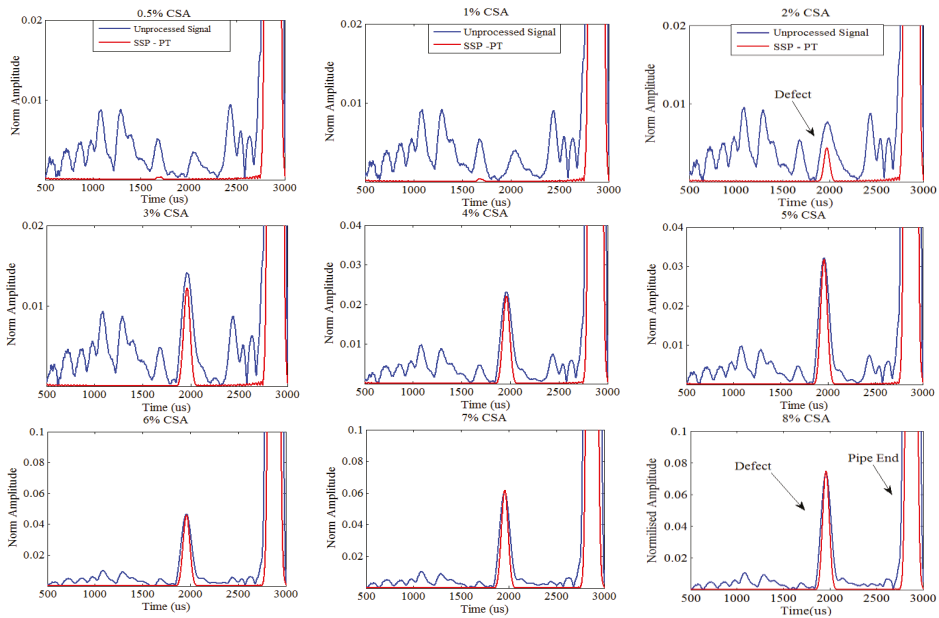 0.5% CSA
0.02
Unprocessed Signal
SSP - PT
Norm Amplitude
0.01
500 1000 1500 2000 2500 3000
Time (us)
1% CSA
0.02
Unprocessed Signal
SSP -PT
Norm Amplitude
0.01
500 1000 1500 2000 2500 3000
Time (us)
2% CSA
0.02
Unprocessed Signal
SSP - PT
Defect
Norm Amplitude
0.01
500 1000 1500 2000 2500 3000
Time (us)
3% CSA
0.02
Norm Amplitude
0.01
500 1000 1500 2000 2500 3000
Time (us)
4% CSA
0.04
0.03
Norm Amplitude
0.02
0.01
500 1000 1500 2000 2500 3000
Time (us)
5% CSA
0.04
0.03
Norm Amplitude
0.02
0.01
500 1000 1500 2000 2500 3000
Time (us)
6% CSA
0.1
0.08
0.06
Norm Amplitude
0.04
0.02
500 1000 1500 2000 2500 3000
Time (us)
7% CSA
0.1
0.08
0.06
Norm Amplitude
0.04
0.02
500 1000 1500 2000 2500 3000
Time (us)
8% CSA
0.1
Pipe End
Defect
0.08
0.06
Normilised Amplitude
0.04
0.02
500 1000 1500 2000 2500 3000
Time(us)